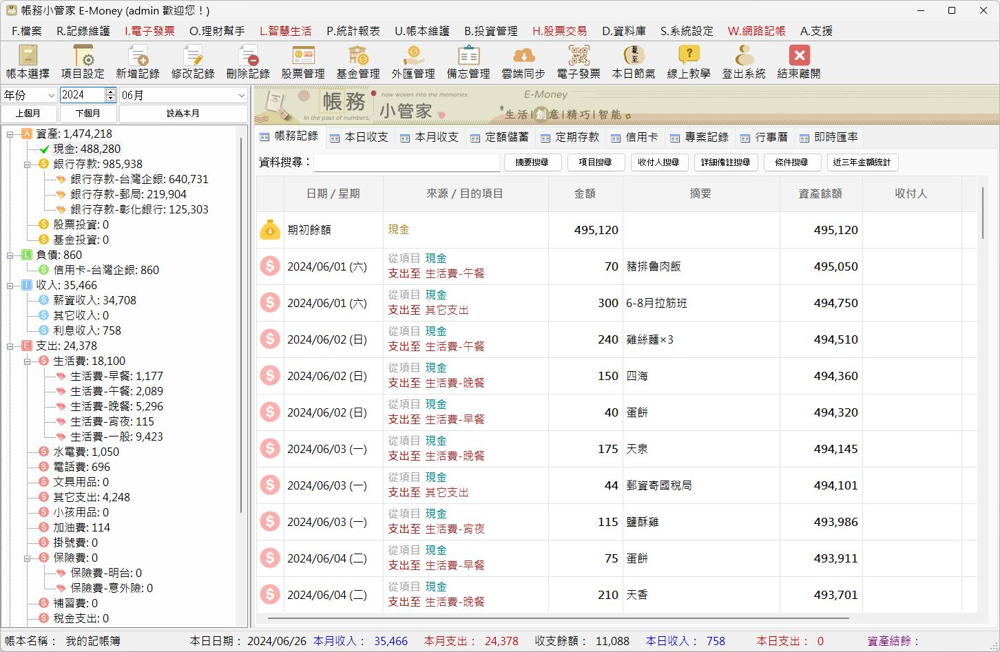 帳務小管家 E-Money (admin 歡迎您！)
F.檔案 R.記錄維護 I.電子發票 O.理財幫手 L.智慧生活 P.統計報表 U.帳本維護 B.投資管理 H.股票交易 D.資料庫 S.系統設定 W.網路記帳 A.支援
帳本選擇 項目設定 新增記錄 修改記錄 刪除記錄 股票管理 基金管理 外匯管理 備忘管理 雲端同步 電子發票 本日節氣 線上教學 登出系統 結束離開
夏至
年份 2024 06月
上個月 下個月 設為本月
A 資產: 1,474,218
現金: 488,280
銀行存款: 985,938
銀行存款-台灣企銀: 640,731
銀行存款-郵局: 219,904
銀行存款-彰化銀行: 125,303
股票投資: 0
基金投資: 0
L 負債: 860
信用卡-台灣企銀: 860
I 收入: 35,466
薪資收入: 34,708
其它收入: 0
利息收入: 758
E 支出: 24,378
生活費: 18,100
生活費-早餐: 1,177
生活費-午餐: 2,089
生活費-晚餐: 5,296
生活費-宵夜: 115
生活費-一般: 9,423
水電費: 1,050
電話費: 696
文具用品: 0
其它支出: 4,248
小孩用品: 0
加油費: 114
掛號費: 0
保險費: 0
保險費-明台: 0
保險費-意外險: 0
補習費: 0
稅金支出: 0
帳務小管家
now woven into the memories.
In the past of numbers,
E-Money
生活|創意|精巧|智能
帳務記錄 本日收支 本月收支 定額儲蓄 定期存款 信用卡 專案記錄 行事曆 即時匯率
資料搜尋： 摘要搜尋 項目搜尋 收付人搜尋 詳細備註搜尋 條件搜尋 近三年金額統計
日期 / 星期 來源 / 目的項目 金額 摘要 資產餘額 收付人
期初餘額 現金 495,120 495,120
2024/06/01 (六) 從項目 現金 支出至 生活費-午餐 70 豬排魯肉飯 495,050
2024/06/01 (六) 從項目 現金 支出至 其它支出 300 6-8月拉筋班 494,750
2024/06/02 (日) 從項目 現金 支出至 生活費-午餐 240 雞絲麵×3 494,510
2024/06/02 (日) 從項目 現金 支出至 生活費-晚餐 150 四海 494,360
2024/06/02 (日) 從項目 現金 支出至 生活費-早餐 40 蛋餅 494,320
2024/06/03 (一) 從項目 現金 支出至 生活費-晚餐 175 天泉 494,145
2024/06/03 (一) 從項目 現金 支出至 其它支出 44 郵資寄國稅局 494,101
2024/06/03 (一) 從項目 現金 支出至 生活費-宵夜 115 鹽酥雞 493,986
2024/06/04 (二) 從項目 現金 支出至 生活費-早餐 75 蛋餅 493,911
2024/06/04 (二) 從項目 現金 支出至 生活費-晚餐 210 天香 493,701
帳本名稱： 我的記帳簿 本日日期： 2024/06/26 本月收入： 35,466 本月支出： 24,378 收支餘額： 11,088 本日收入： 758 本日支出： 0 資產結餘：